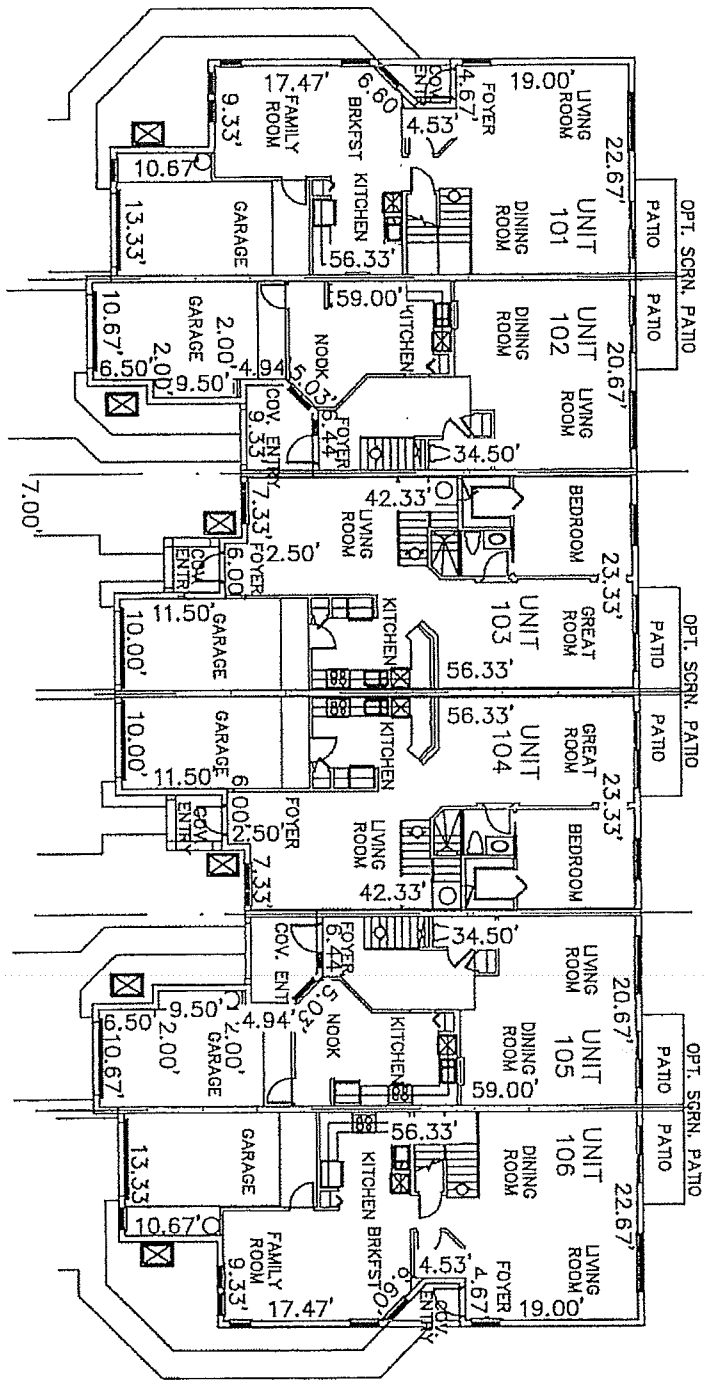 OPT. SCRN. PATIO
PATIO
PATIO
22.67'
LIVING
ROOM
UNIT
101
DINING
ROOM
19.00'
FOYER
4.67'
COV.
ENTRY
4.53'
6.60
17.47'
BRKFST
KITCHEN
56.33'
FAMILY
ROOM
9.33'
10.67'
GARAGE
13.33'
20.67'
UNIT
102
LIVING
ROOM
DINING
ROOM
59.00'
KITCHEN
NOOK
34.50'
FOYER
6.44'
5.03'
COV. ENTRY
9.33'
4.94'
2.00'
GARAGE
2.00'
9.50'
6.50'
10.67'
7.00'
OPT. SCRN. PATIO
PATIO
PATIO
23.33'
BEDROOM
GREAT
ROOM
UNIT
103
56.33'
42.33'
LIVING
ROOM
KITCHEN
7.33'
2.50'
FOYER
6.00'
COV.
ENTRY
11.50'
GARAGE
10.00'
23.33'
GREAT
ROOM
BEDROOM
UNIT
104
56.33'
KITCHEN
LIVING
ROOM
42.33'
GARAGE
10.00'
11.50'
6.00'
FOYER
2.50'
COV.
ENTRY
7.33'
OPT. SCRN. PATIO
PATIO
PATIO
20.67'
LIVING
ROOM
UNIT
105
DINING
ROOM
34.50'
59.00'
KITCHEN
NOOK
FOYER
6.44'
5.03'
COV. ENT
4.94'
2.00'
GARAGE
2.00'
9.50'
6.50'
10.67'
22.67'
UNIT
106
LIVING
ROOM
DINING
ROOM
56.33'
KITCHEN
BRKFST
4.53'
FOYER
4.67'
19.00'
COV.
ENTRY
17.47'
FAMILY
ROOM
9.33'
10.67'
GARAGE
13.33